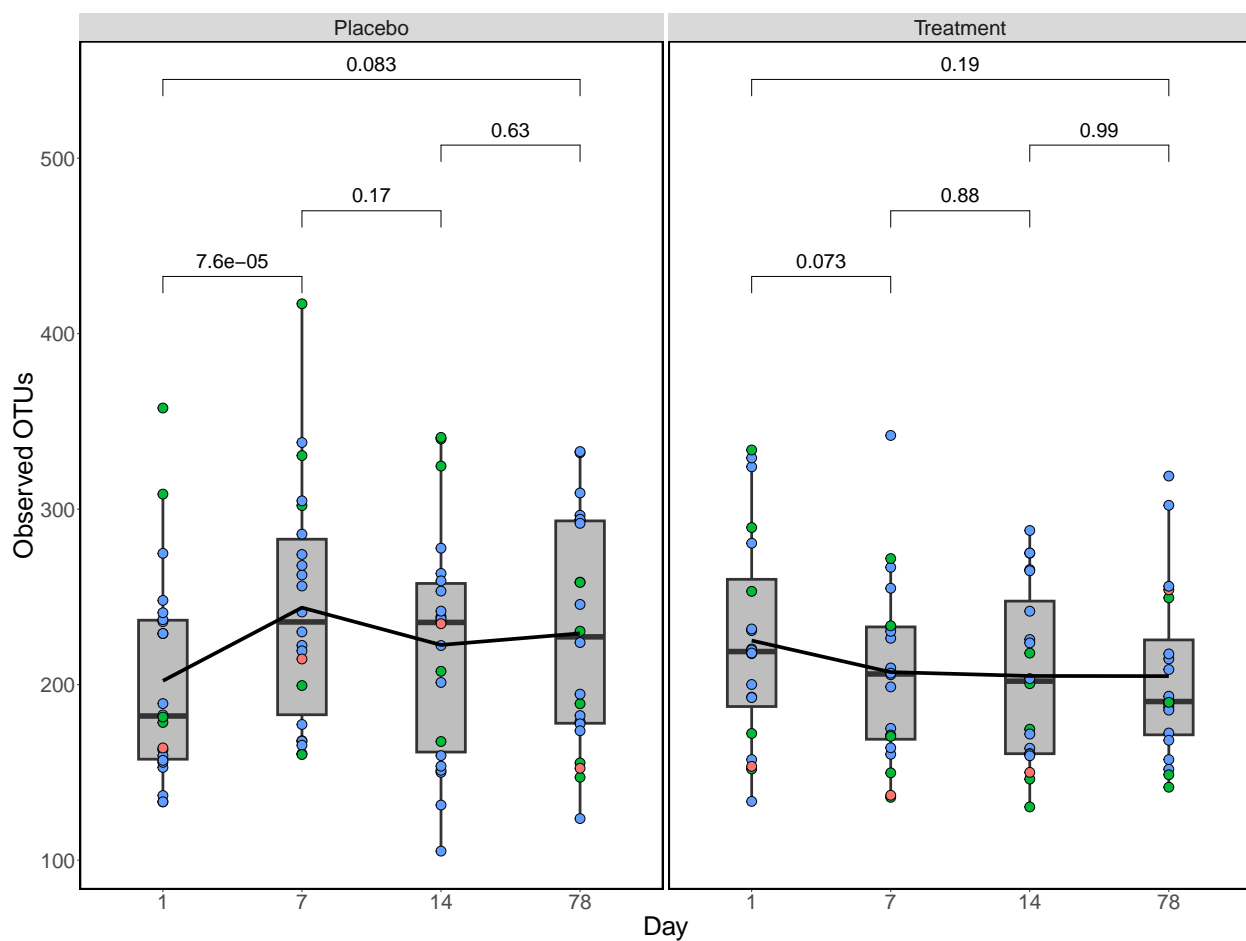 Placebo
Treatment
0.083
0.19
0.63
0.99
0.17
0.88
7.6e−05
0.073
500
400
300
200
100
Observed OTUs
1 7 14 78
1 7 14 78
Day